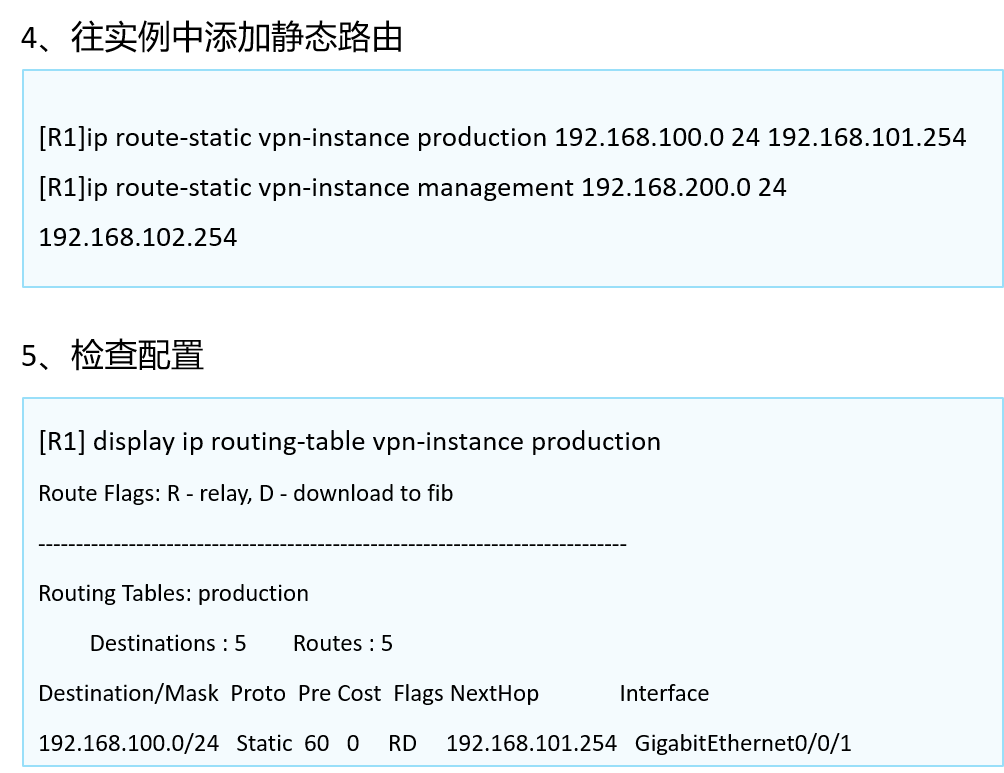 4、往实例中添加静态路由
[R1]ip route-static vpn-instance production 192.168.100.0 24 192.168.101.254
[R1]ip route-static vpn-instance management 192.168.200.0 24
192.168.102.254
5、检查配置
[R1] display ip routing-table vpn-instance production
Route Flags: R - relay, D - download to fib
------------------------------------------------------------------------------
Routing Tables: production
Destinations : 5        Routes : 5
Destination/Mask  Proto  Pre Cost  Flags NextHop              Interface
192.168.100.0/24   Static  60   0     RD     192.168.101.254   GigabitEthernet0/0/1